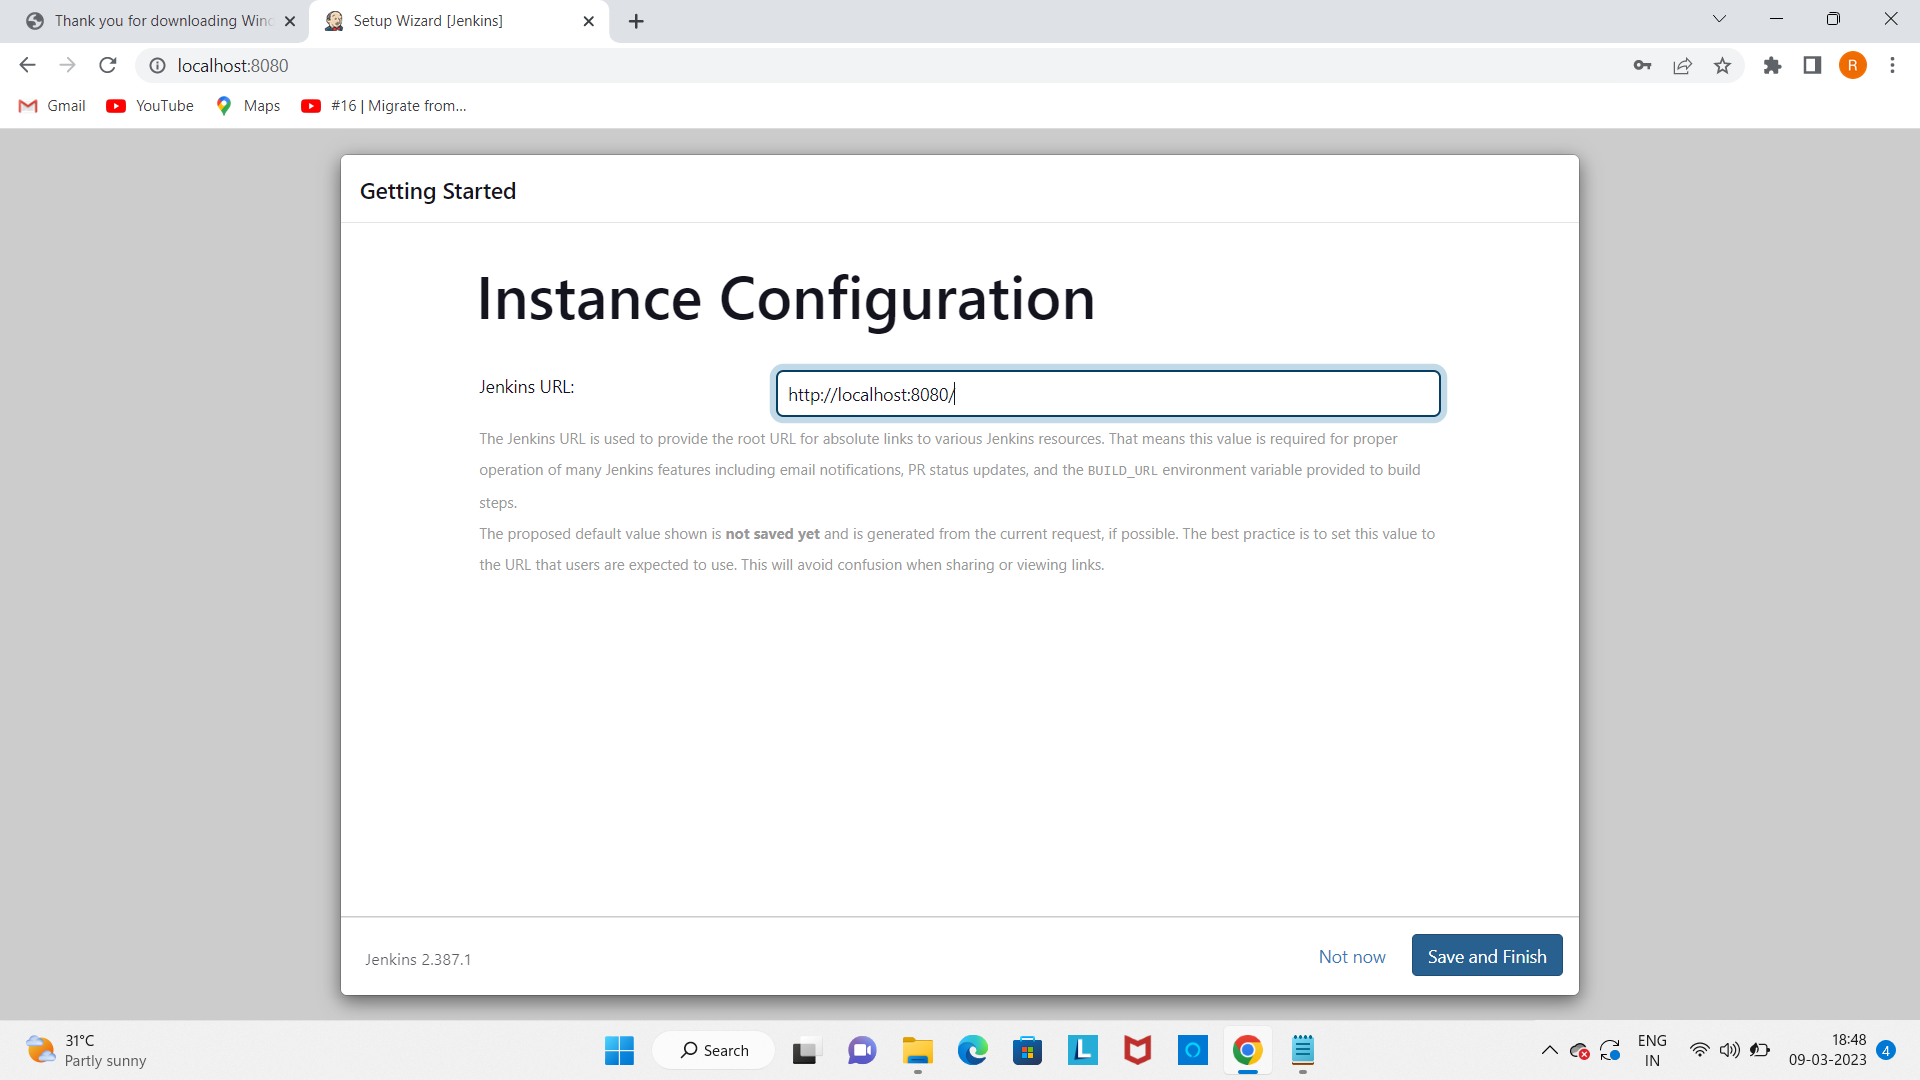 Thank you for downloading Winc
Setup Wizard [Jenkins]
localhost:8080
R
Gmail
YouTube
Maps
#16 | Migrate from...
Getting Started
Instance Configuration
Jenkins URL:
http://localhost:8080/
The Jenkins URL is used to provide the root URL for absolute links to various Jenkins resources. That means this value is required for proper
operation of many Jenkins features including email notifications, PR status updates, and the BUILD_URL environment variable provided to build
steps.
The proposed default value shown is not saved yet and is generated from the current request, if possible. The best practice is to set this value to
the URL that users are expected to use. This will avoid confusion when sharing or viewing links.
Jenkins 2.387.1
Not now
Save and Finish
31°C
Partly sunny
Search
L
ENG
IN
18:48
09-03-2023
4